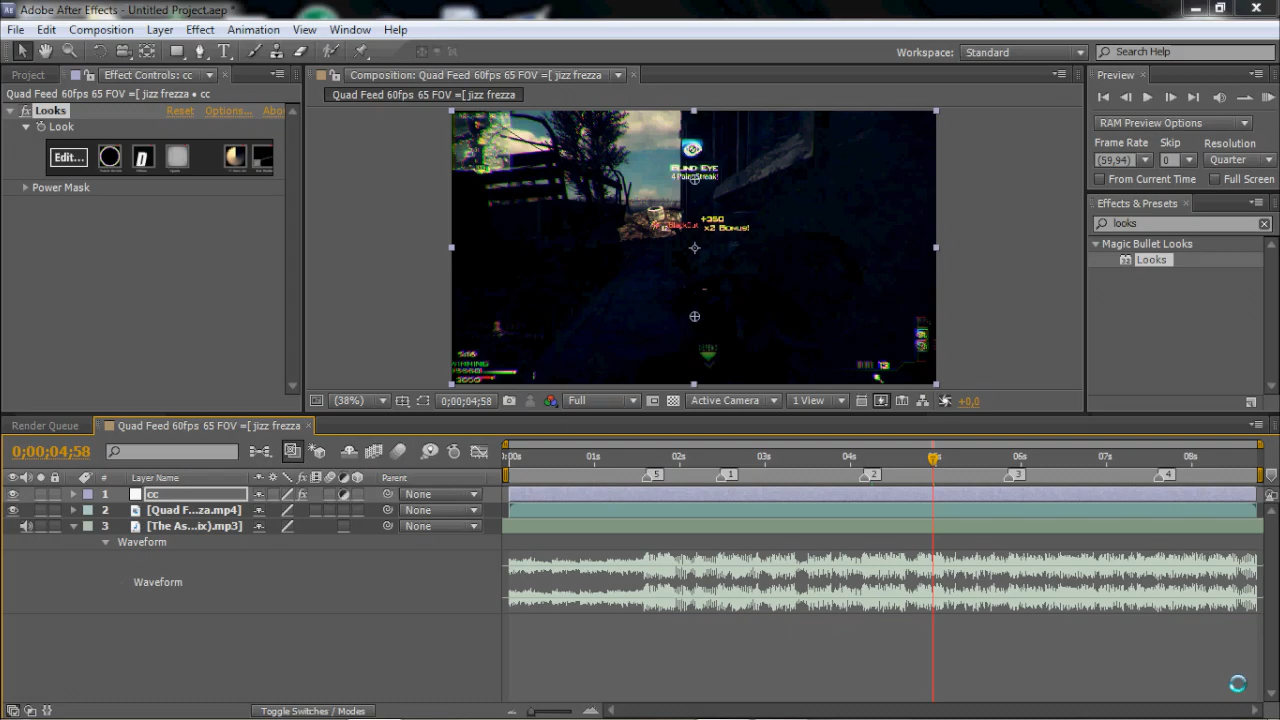 Adobe After Effects - Untitled Project.aep *
File Edit Composition Layer Effect Animation View Window Help
Workspace: Standard Search Help
Project Effect Controls: cc
Quad Feed 60fps 65 FOV =[ jizz frezza • cc
Looks Reset Options... Abo
Look
Edit...
Power Mask
Composition: Quad Feed 60fps 65 FOV =[ jizz frezza
Quad Feed 60fps 65 FOV =[ jizz frezza
Blind Eye
4 Point Streak!
+350
x2 Bonus!
(38%) 0;00;04;58 Full Active Camera 1 View +0,0
Preview
RAM Preview Options
Frame Rate Skip Resolution
(59,94) 0 Quarter
From Current Time Full Screen
Effects & Presets
looks
Magic Bullet Looks
Looks
Render Queue Quad Feed 60fps 65 FOV =[ jizz frezza
0;00;04;58
:00s 01s 02s 03s 04s 06s 07s 08s
5 1 2 3 4
# Layer Name Parent
1 cc None
2 [Quad F...za.mp4] None
3 [The As...ix).mp3] None
Waveform
Waveform
Toggle Switches / Modes